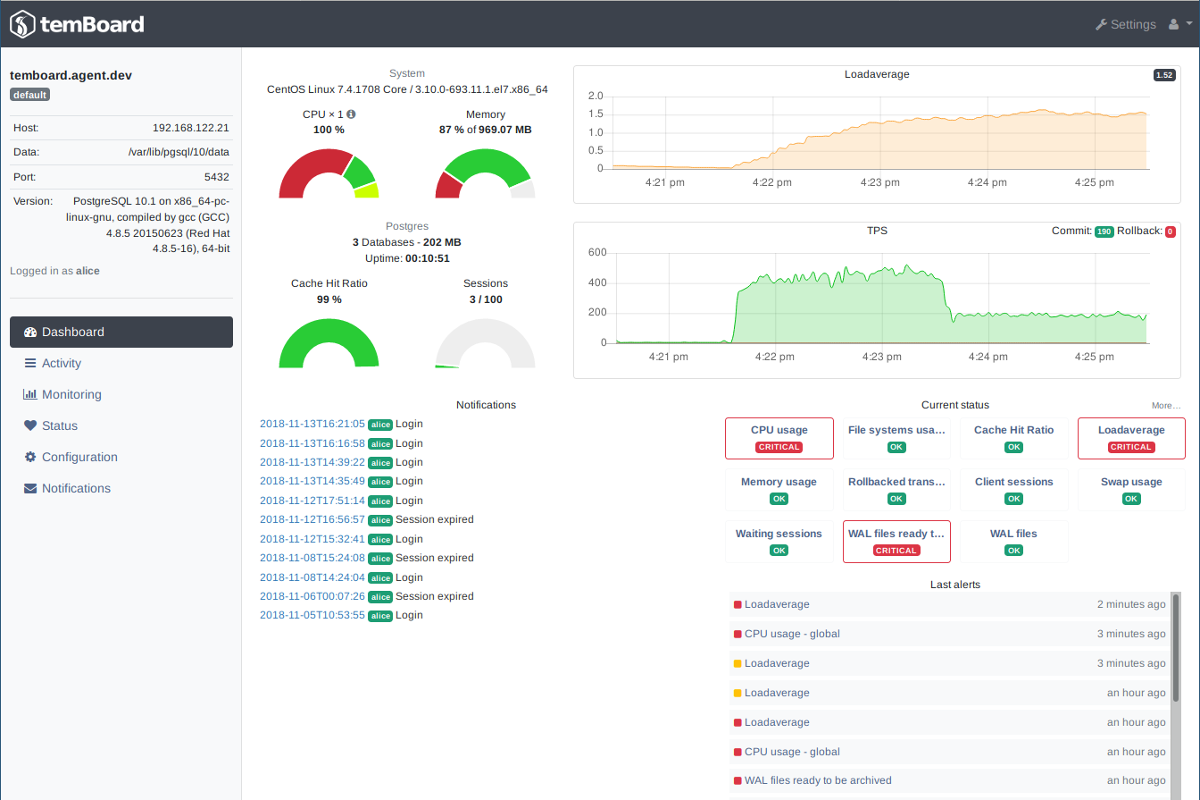 temBoard
Settings
temboard.agent.dev
default
Host: 192.168.122.21
Data: /var/lib/pgsql/10/data
Port: 5432
Version: PostgreSQL 10.1 on x86_64-pc-
linux-gnu, compiled by gcc (GCC)
4.8.5 20150623 (Red Hat
4.8.5-16), 64-bit
Logged in as alice
Dashboard
Activity
Monitoring
Status
Configuration
Notifications
System
CentOS Linux 7.4.1708 Core / 3.10.0-693.11.1.el7.x86_64
CPU × 1
100 %
Memory
87 % of 969.07 MB
Postgres
3 Databases - 202 MB
Uptime: 00:10:51
Cache Hit Ratio
99 %
Sessions
3 / 100
Loadaverage
1.52
2.0
1.5
1.0
0.5
0
4:21 pm
4:22 pm
4:23 pm
4:24 pm
4:25 pm
TPS
Commit: 190 Rollback: 0
600
400
200
0
4:21 pm
4:22 pm
4:23 pm
4:24 pm
4:25 pm
Notifications
2018-11-13T16:21:05 alice Login
2018-11-13T16:16:58 alice Login
2018-11-13T14:39:22 alice Login
2018-11-13T14:35:49 alice Login
2018-11-12T17:51:14 alice Login
2018-11-12T16:56:57 alice Session expired
2018-11-12T15:32:41 alice Login
2018-11-08T15:24:08 alice Session expired
2018-11-08T14:24:04 alice Login
2018-11-06T00:07:26 alice Session expired
2018-11-05T10:53:55 alice Login
Current status
More...
CPU usage
CRITICAL
File systems usa...
OK
Cache Hit Ratio
OK
Loadaverage
CRITICAL
Memory usage
OK
Rollbacked trans...
OK
Client sessions
OK
Swap usage
OK
Waiting sessions
OK
WAL files ready t...
CRITICAL
WAL files
OK
Last alerts
Loadaverage 2 minutes ago
CPU usage - global 3 minutes ago
Loadaverage 3 minutes ago
Loadaverage an hour ago
Loadaverage an hour ago
CPU usage - global an hour ago
WAL files ready to be archived an hour ago